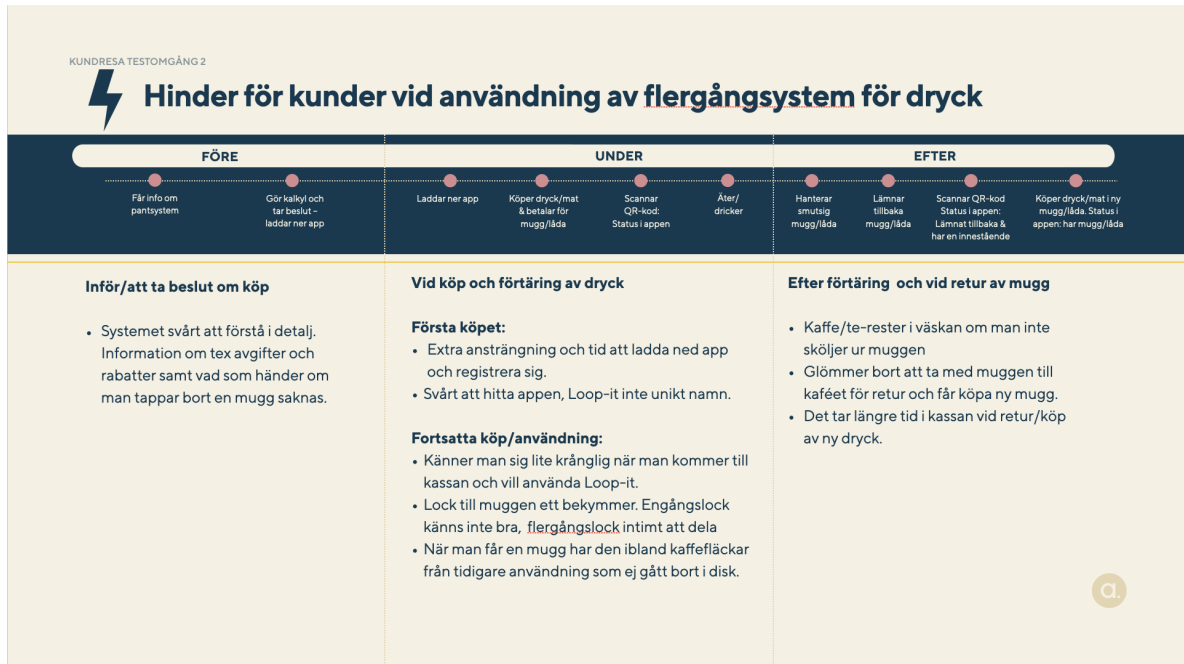 KUNDRESA TESTOMGÅNG 2
Hinder för kunder vid användning av flergångsystem för dryck
FÖRE
UNDER
EFTER
Får info om
pantsystem
Gör kalkyl och
tar beslut –
laddar ner app
Laddar ner app
Köper dryck/mat
& betalar för
mugg/låda
Scannar
QR-kod:
Status i appen
Äter/
dricker
Hanterar
smutsig
mugg/låda
Lämnar
tillbaka
mugg/låda
Scannar QR-kod
Status i appen:
Lämnat tillbaka &
har en innestående
Köper dryck/mat i ny
mugg/låda. Status i
appen: har mugg/låda
Inför/att ta beslut om köp
• Systemet svårt att förstå i detalj.
Information om tex avgifter och
rabatter samt vad som händer om
man tappar bort en mugg saknas.
Vid köp och förtäring av dryck
Första köpet:
• Extra ansträngning och tid att ladda ned app
och registrera sig.
• Svårt att hitta appen, Loop-it inte unikt namn.
Fortsatta köp/användning:
• Känner man sig lite krånglig när man kommer till
kassan och vill använda Loop-it.
• Lock till muggen ett bekymmer. Engångslock
känns inte bra, flergångslock intimt att dela
• När man får en mugg har den ibland kaffefläckar
från tidigare användning som ej gått bort i disk.
Efter förtäring och vid retur av mugg
• Kaffe/te-rester i väskan om man inte
sköljer ur muggen
• Glömmer bort att ta med muggen till
kaféet för retur och får köpa ny mugg.
• Det tar längre tid i kassan vid retur/köp
av ny dryck.
a.